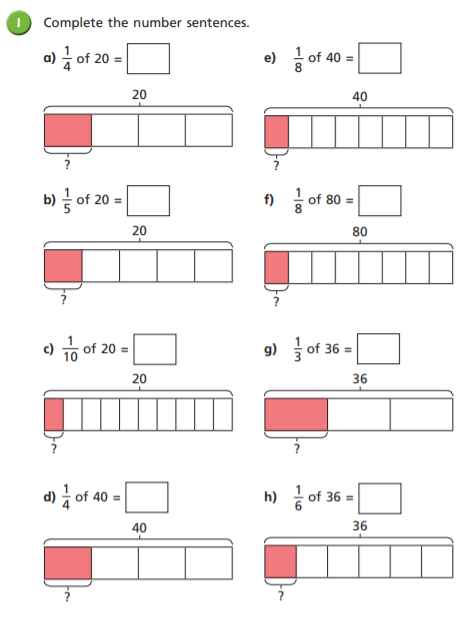 1 Complete the number sentences.
a) 1/4 of 20 =
20
?
b) 1/5 of 20 =
20
?
c) 1/10 of 20 =
20
?
d) 1/4 of 40 =
40
?
e) 1/8 of 40 =
40
?
f) 1/8 of 80 =
80
?
g) 1/3 of 36 =
36
?
h) 1/6 of 36 =
36
?